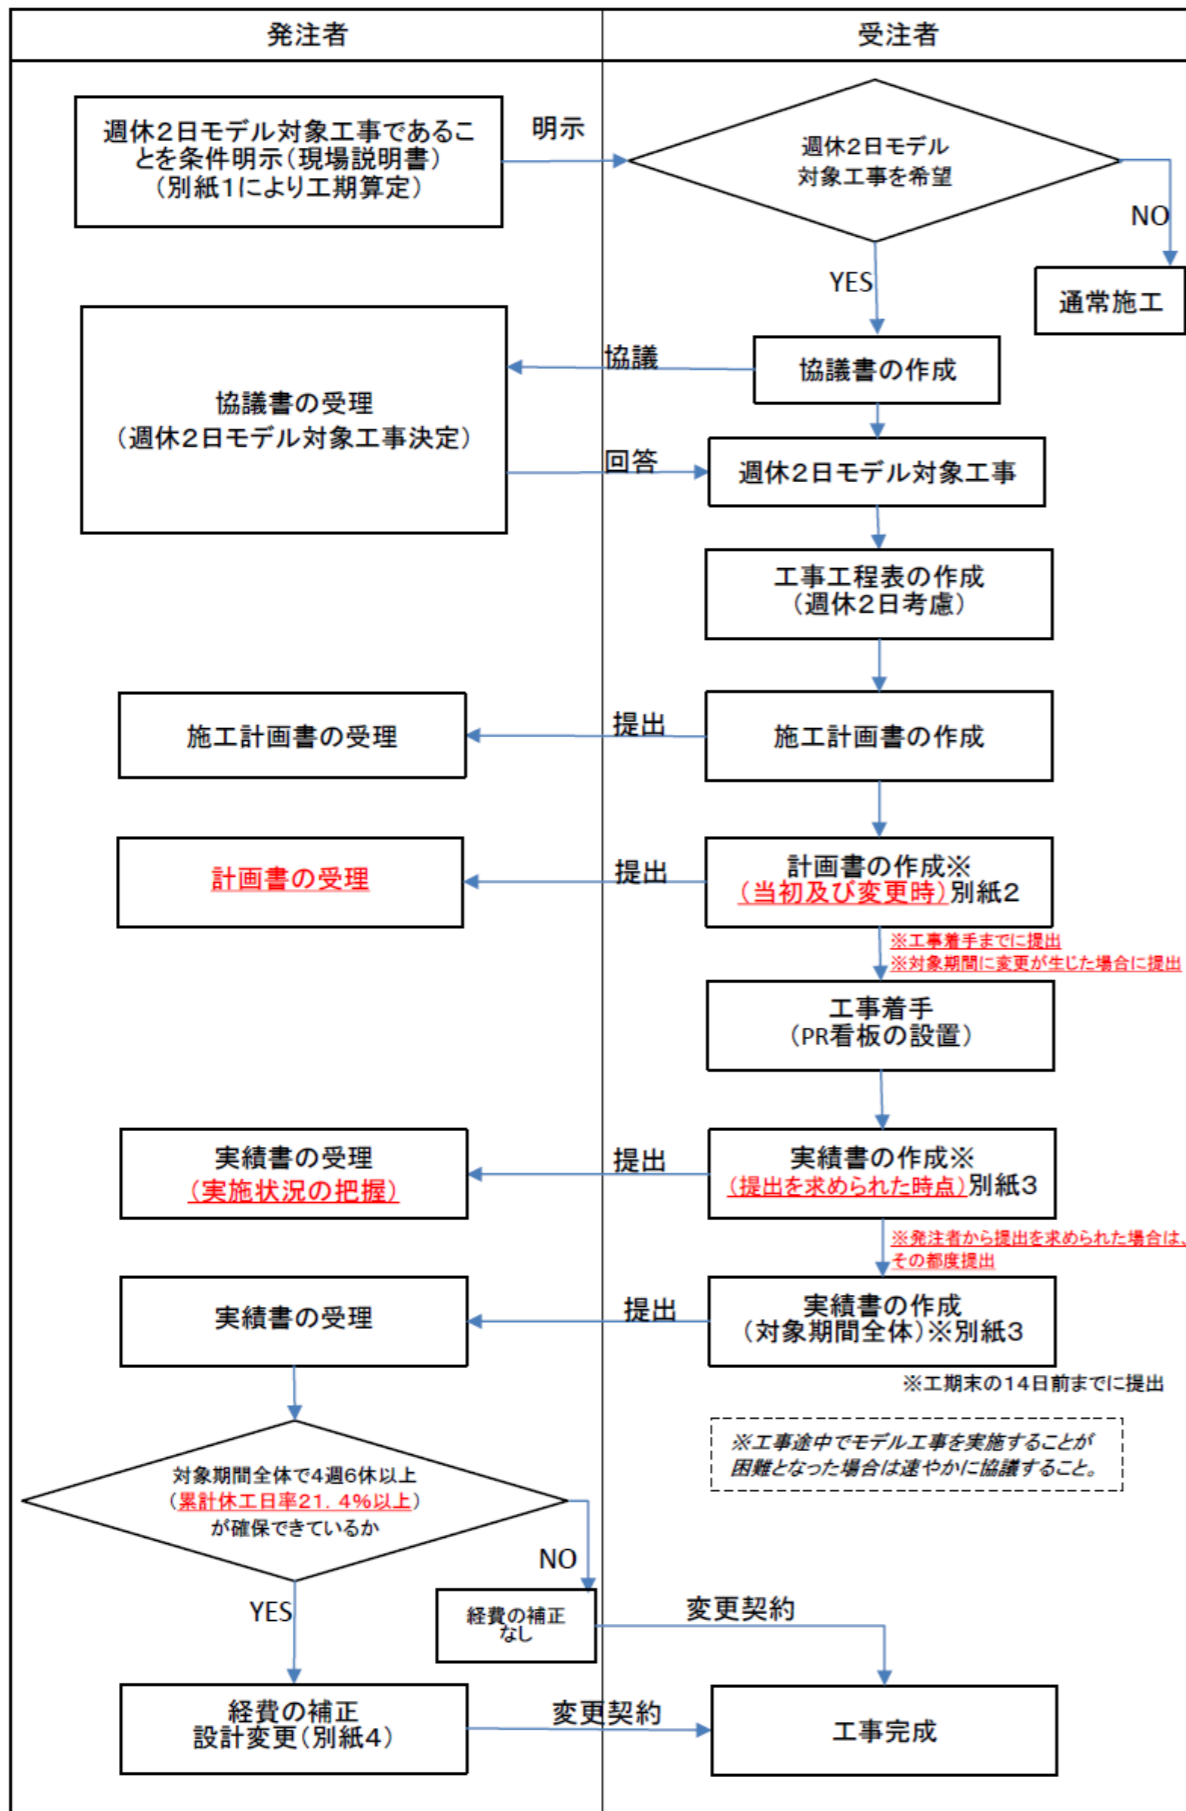 発注者
受注者
週休2日モデル対象工事であるこ
とを条件明示(現場説明書)
(別紙1により工期算定)
明示
週休2日モデル
対象工事を希望
NO
YES
通常施工
協議書の作成
協議
協議書の受理
(週休2日モデル対象工事決定)
回答
週休2日モデル対象工事
工事工程表の作成
(週休2日考慮)
施工計画書の受理
提出
施工計画書の作成
計画書の受理
提出
計画書の作成※
(当初及び変更時)別紙2
※工事着手までに提出
※対象期間に変更が生じた場合に提出
工事着手
(PR看板の設置)
実績書の受理
(実施状況の把握)
提出
実績書の作成※
(提出を求められた時点)別紙3
※発注者から提出を求められた場合は、
その都度提出
実績書の受理
提出
実績書の作成
(対象期間全体)※別紙3
※工期末の14日前までに提出
※工事途中でモデル工事を実施することが
困難となった場合は速やかに協議すること。
対象期間全体で4週6休以上
(累計休工日率21.4%以上)
が確保できているか
NO
YES
経費の補正
なし
変更契約
経費の補正
設計変更(別紙4)
変更契約
工事完成